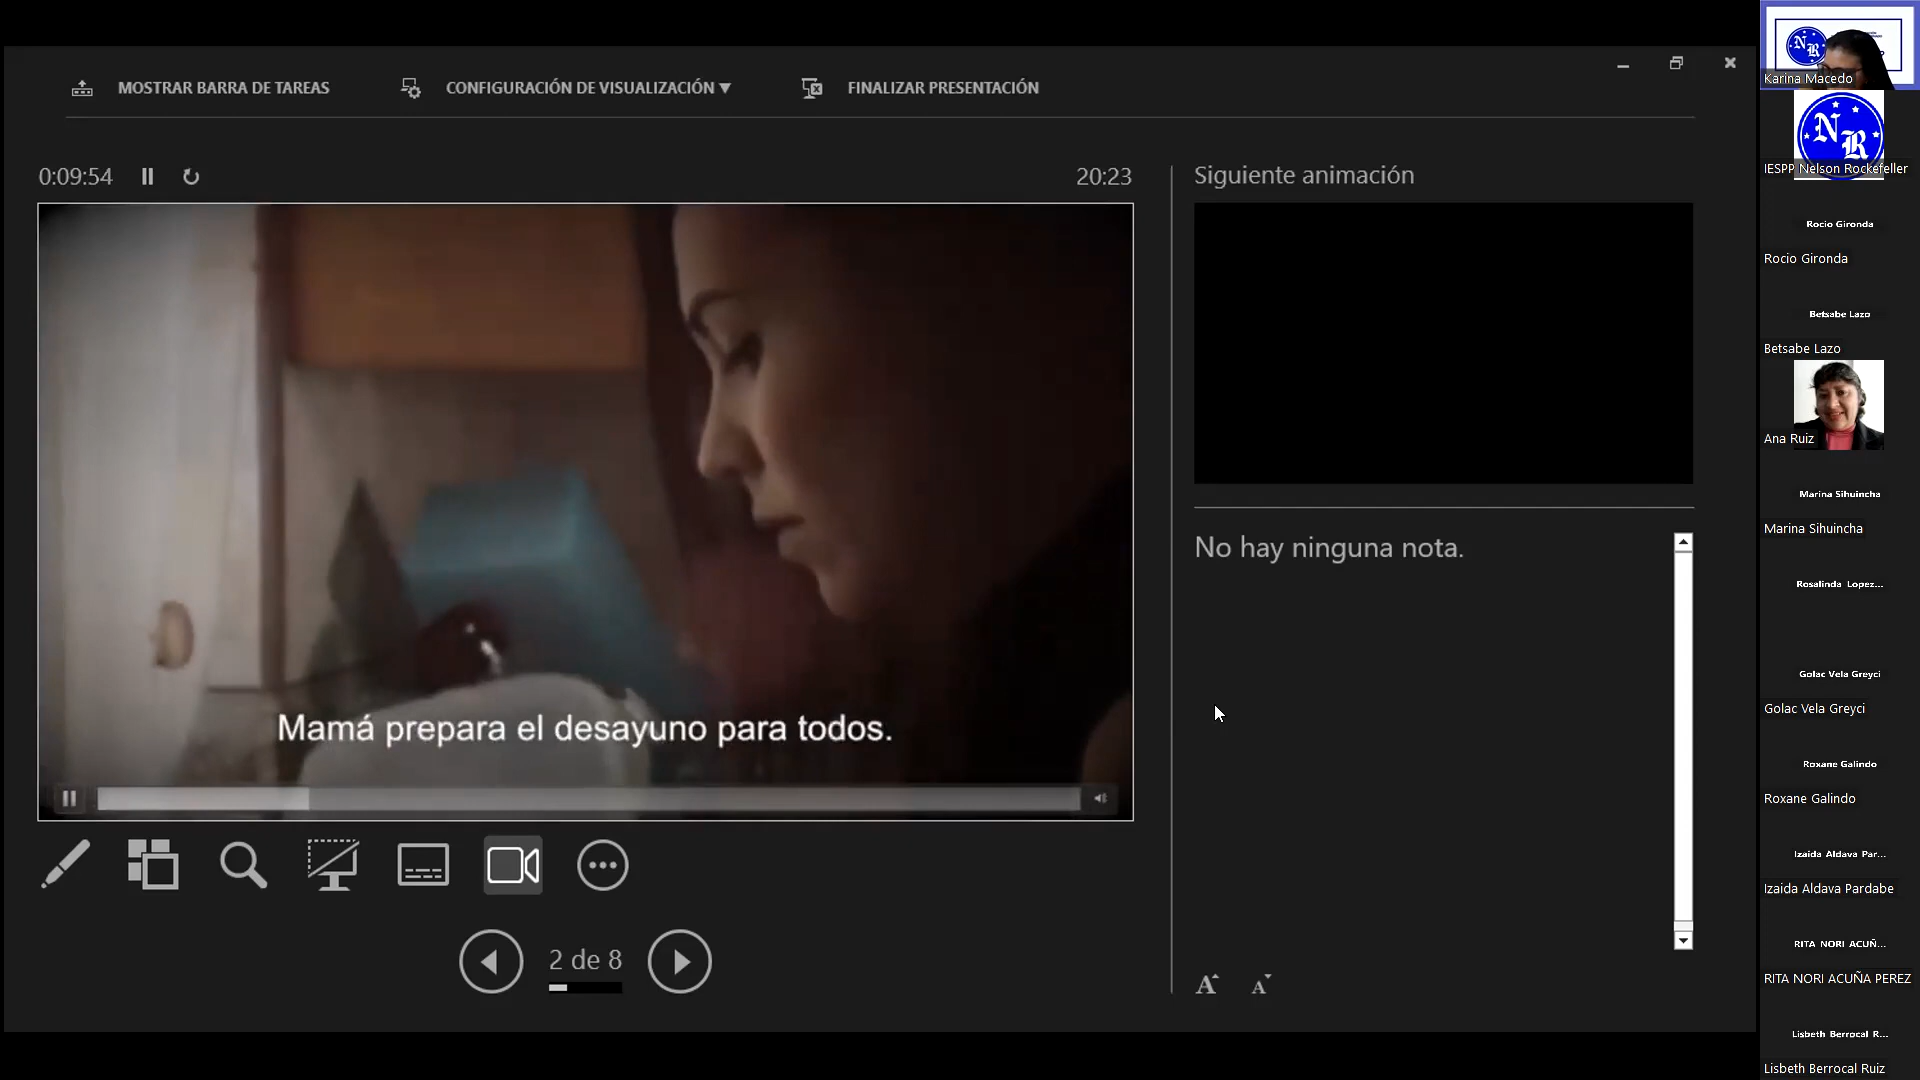 MOSTRAR BARRA DE TAREAS
CONFIGURACIÓN DE VISUALIZACIÓN ▼
FINALIZAR PRESENTACIÓN
0:09:54
20:23
Mamá prepara el desayuno para todos.
2 de 8
Siguiente animación
No hay ninguna nota.
A A
NR
Karina Macedo
NR
IESPP Nelson Rockefeller
Rocio Gironda
Rocio Gironda
Betsabe Lazo
Betsabe Lazo
Ana Ruiz
Marina Sihuincha
Marina Sihuincha
Rosalinda Lopez...
Golac Vela Greyci
Golac Vela Greyci
Roxane Galindo
Roxane Galindo
Izaida Aldava Par...
Izaida Aldava Pardabe
RITA NORI ACUÑ...
RITA NORI ACUÑA PEREZ
Lisbeth Berrocal R...
Lisbeth Berrocal Ruiz